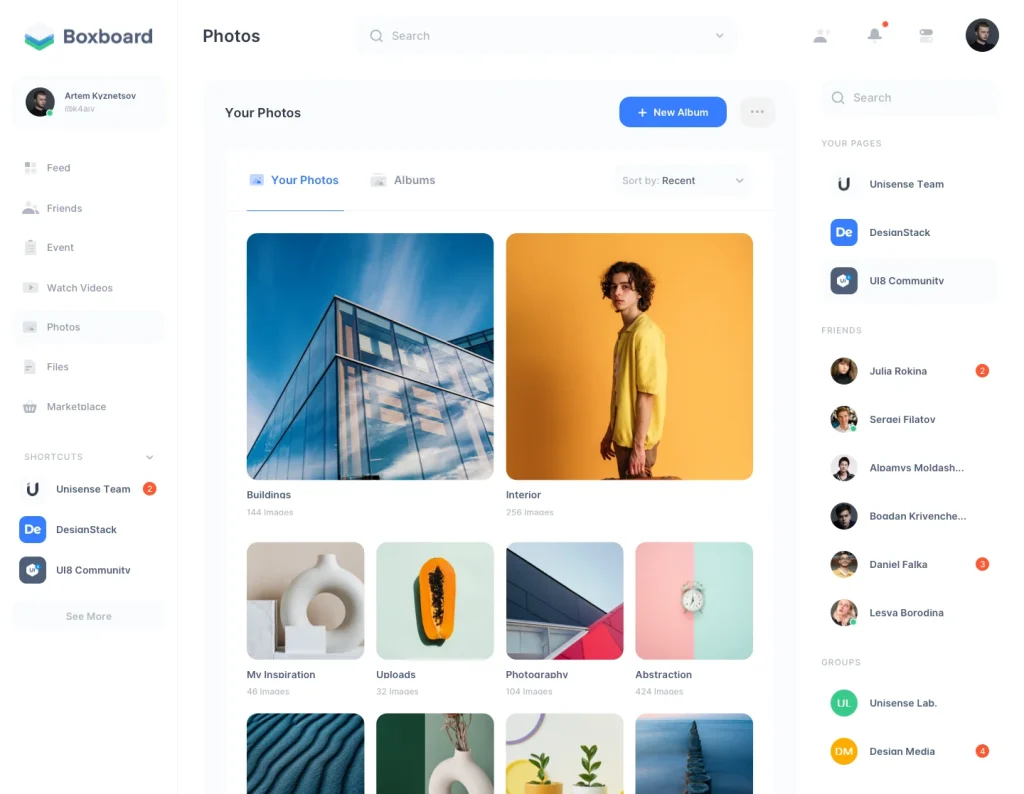 Boxboard
Artem Kyznetsov
@k4arv
Feed
Friends
Event
Watch Videos
Photos
Files
Marketplace
SHORTCUTS
Unisense Team
2
De
DesignStack
UI8 Community
See More
Photos
Search
Your Photos
+ New Album
Your Photos
Albums
Sort by: Recent
Buildings
144 Images
Interior
256 Images
My Inspiration
46 Images
Uploads
32 Images
Photography
104 Images
Abstraction
424 Images
Search
YOUR PAGES
Unisense Team
De
DesignStack
UI8 Community
FRIENDS
Julia Rokina
2
Sergei Filatov
Alpamys Moldash...
Bogdan Krivenche...
Daniel Falka
3
Lesya Borodina
GROUPS
UL
Unisense Lab.
DM
Design Media
4